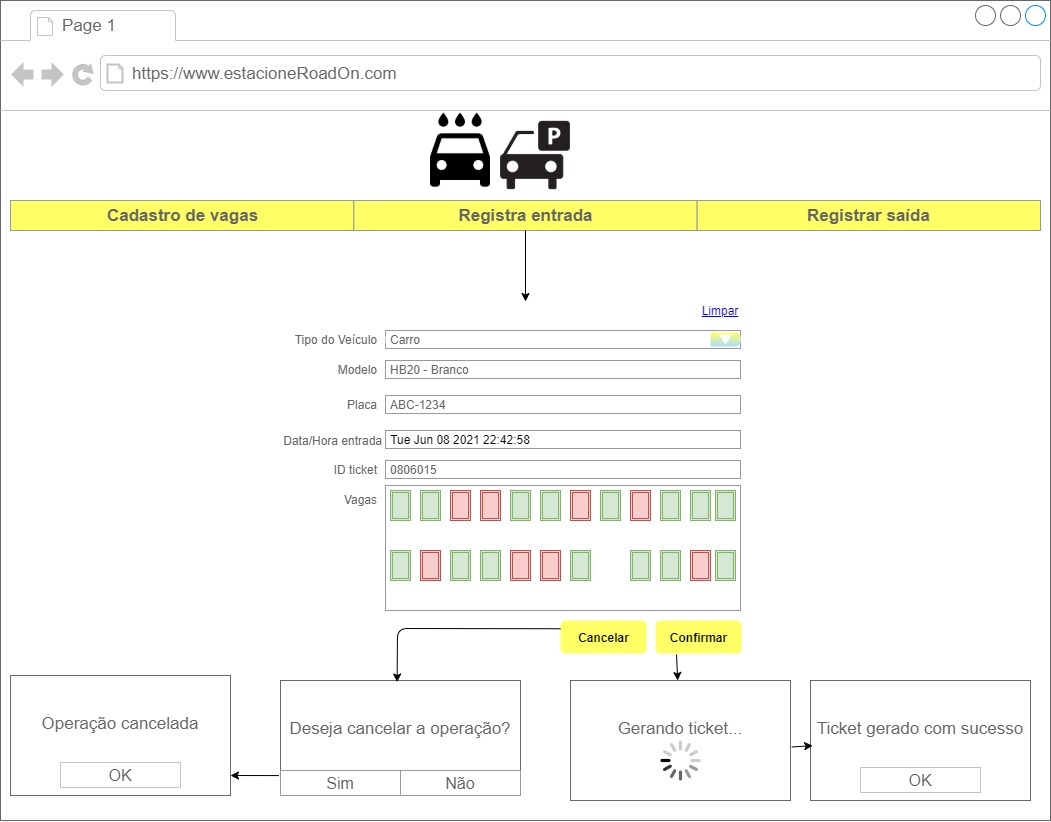 Page 1
https://www.estacioneRoadOn.com
P
Cadastro de vagas
Registra entrada
Registrar saída
Limpar
Tipo do Veículo
Carro
Modelo
HB20 - Branco
Placa
ABC-1234
Data/Hora entrada
Tue Jun 08 2021 22:42:58
ID ticket
0806015
Vagas
Cancelar
Confirmar
Operação cancelada
OK
Deseja cancelar a operação?
Sim
Não
Gerando ticket...
Ticket gerado com sucesso
OK